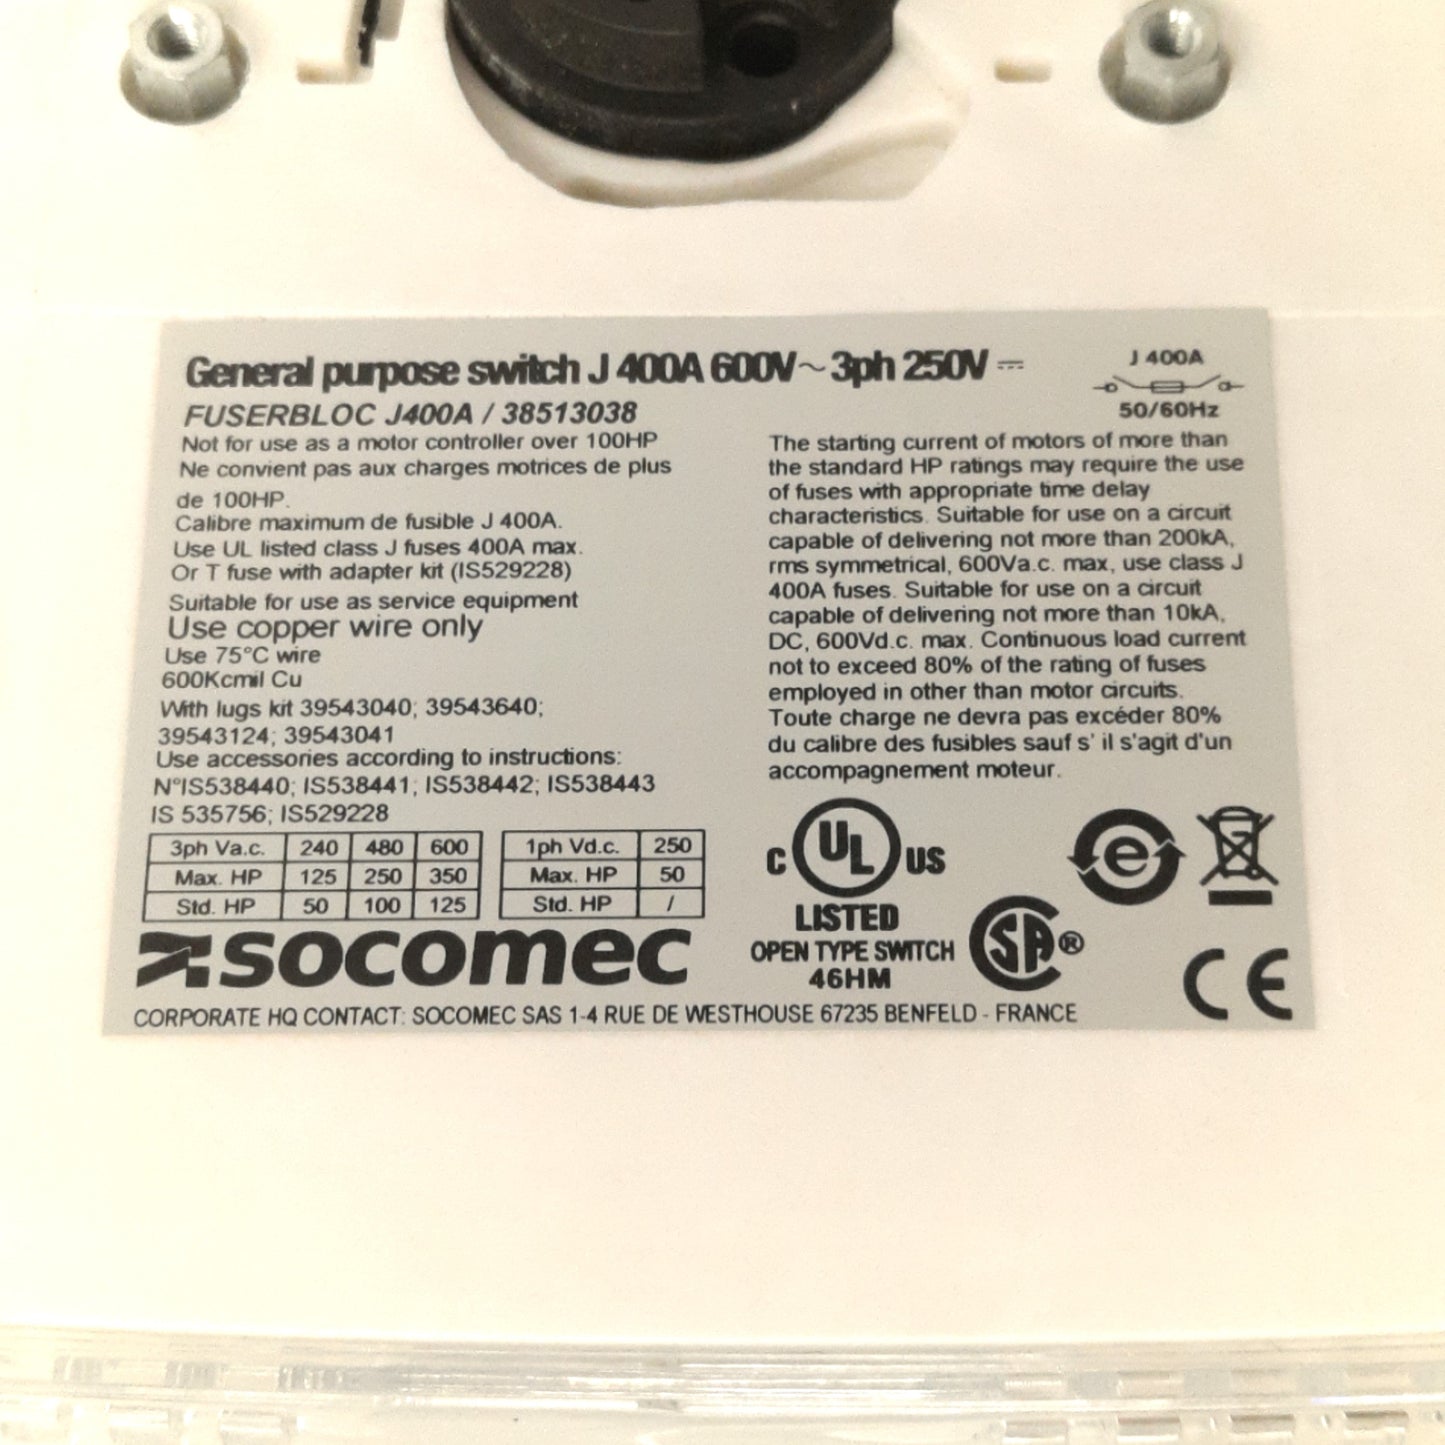 General purpose switch J 400A 600V ~ 3ph 250V ⎓
FUSERBLOC J400A / 38513038
Not for use as a motor controller over 100HP
Ne convient pas aux charges motrices de plus
de 100HP.
Calibre maximum de fusible J 400A.
Use UL listed class J fuses 400A max.
Or T fuse with adapter kit (IS529228)
Suitable for use as service equipment
Use copper wire only
Use 75°C wire
600Kcmil Cu
With lugs kit 39543040; 39543640;
39543124; 39543041
Use accessories according to instructions:
N°IS538440; IS538441; IS538442; IS538443
IS 535756; IS529228
3ph Va.c. 240 480 600
Max. HP 125 250 350
Std. HP 50 100 125
1ph Vd.c. 250
Max. HP 50
Std. HP /
J 400A
50/60Hz
The starting current of motors of more than
the standard HP ratings may require the use
of fuses with appropriate time delay
characteristics. Suitable for use on a circuit
capable of delivering not more than 200kA,
rms symmetrical, 600Va.c. max, use class J
400A fuses. Suitable for use on a circuit
capable of delivering not more than 10kA,
DC, 600Vd.c. max. Continuous load current
not to exceed 80% of the rating of fuses
employed in other than motor circuits.
Toute charge ne devra pas excéder 80%
du calibre des fusibles sauf s' il s'agit d'un
accompagnement moteur.
C UL US
LISTED
OPEN TYPE SWITCH
46HM
SA®
e
CE
socomec
CORPORATE HQ CONTACT: SOCOMEC SAS 1-4 RUE DE WESTHOUSE 67235 BENFELD - FRANCE